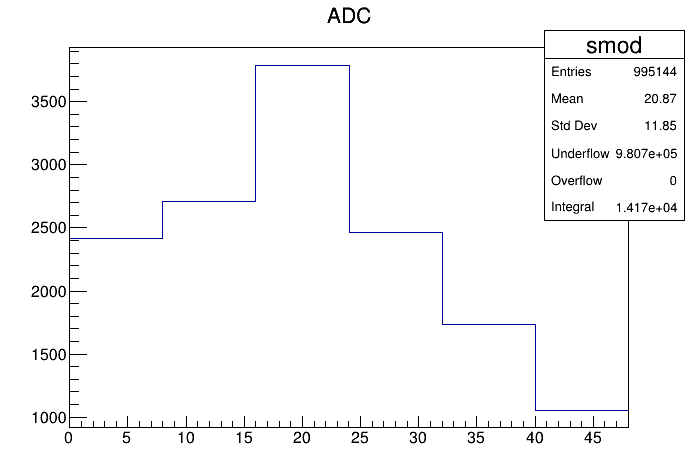 ADC
smod
Entries 995144
Mean 20.87
Std Dev 11.85
Underflow 9.807e+05
Overflow 0
Integral 1.417e+04
3500
3000
2500
2000
1500
1000
0 5 10 15 20 25 30 35 40 45